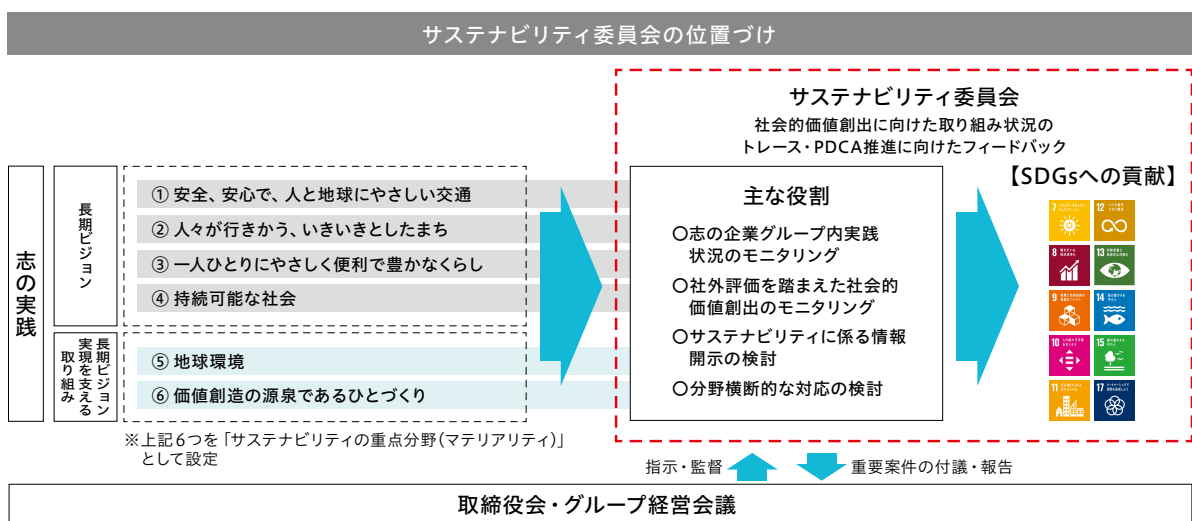 サステナビリティ委員会の位置づけ
志の実践
長期ビジョン
① 安全、安心で、人と地球にやさしい交通
② 人々が行きかう、いきいきとしたまち
③ 一人ひとりにやさしく便利で豊かなくらし
④ 持続可能な社会
長期ビジョン
実現を支える
取り組み
⑤ 地球環境
⑥ 価値創造の源泉であるひとづくり
※上記6つを「サステナビリティの重点分野(マテリアリティ)」
として設定
サステナビリティ委員会
社会的価値創出に向けた取り組み状況の
トレース・PDCA推進に向けたフィードバック
主な役割
○志の企業グループ内実践
状況のモニタリング
○社外評価を踏まえた社会的
価値創出のモニタリング
○サステナビリティに係る情報
開示の検討
○分野横断的な対応の検討
【SDGsへの貢献】
7
12
8
13
9
14
10
15
11
17
指示・監督
重要案件の付議・報告
取締役会・グループ経営会議